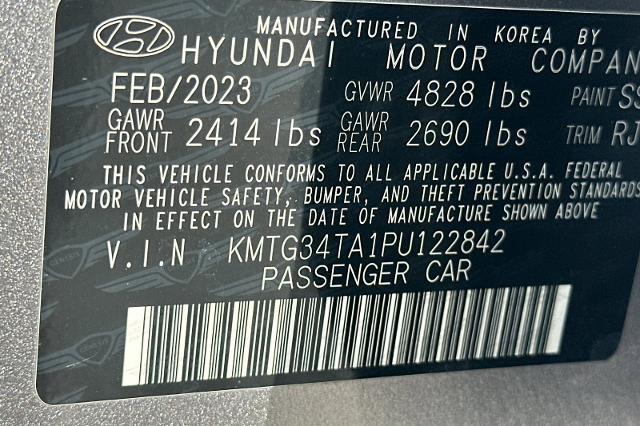 MANUFACTURED IN KOREA BY
HYUNDAI MOTOR COMPAN
FEB/2023 GVWR 4828 lbs PAINT SS
GAWR FRONT 2414 lbs GAWR REAR 2690 lbs TRIM RJ
THIS VEHICLE CONFORMS TO ALL APPLICABLE U.S.A. FEDERAL
MOTOR VEHICLE SAFETY, BUMPER, AND THEFT PREVENTION STANDARDS
IN EFFECT ON THE DATE OF MANUFACTURE SHOWN ABOVE
V.I.N KMTG34TA1PU122842
PASSENGER CAR